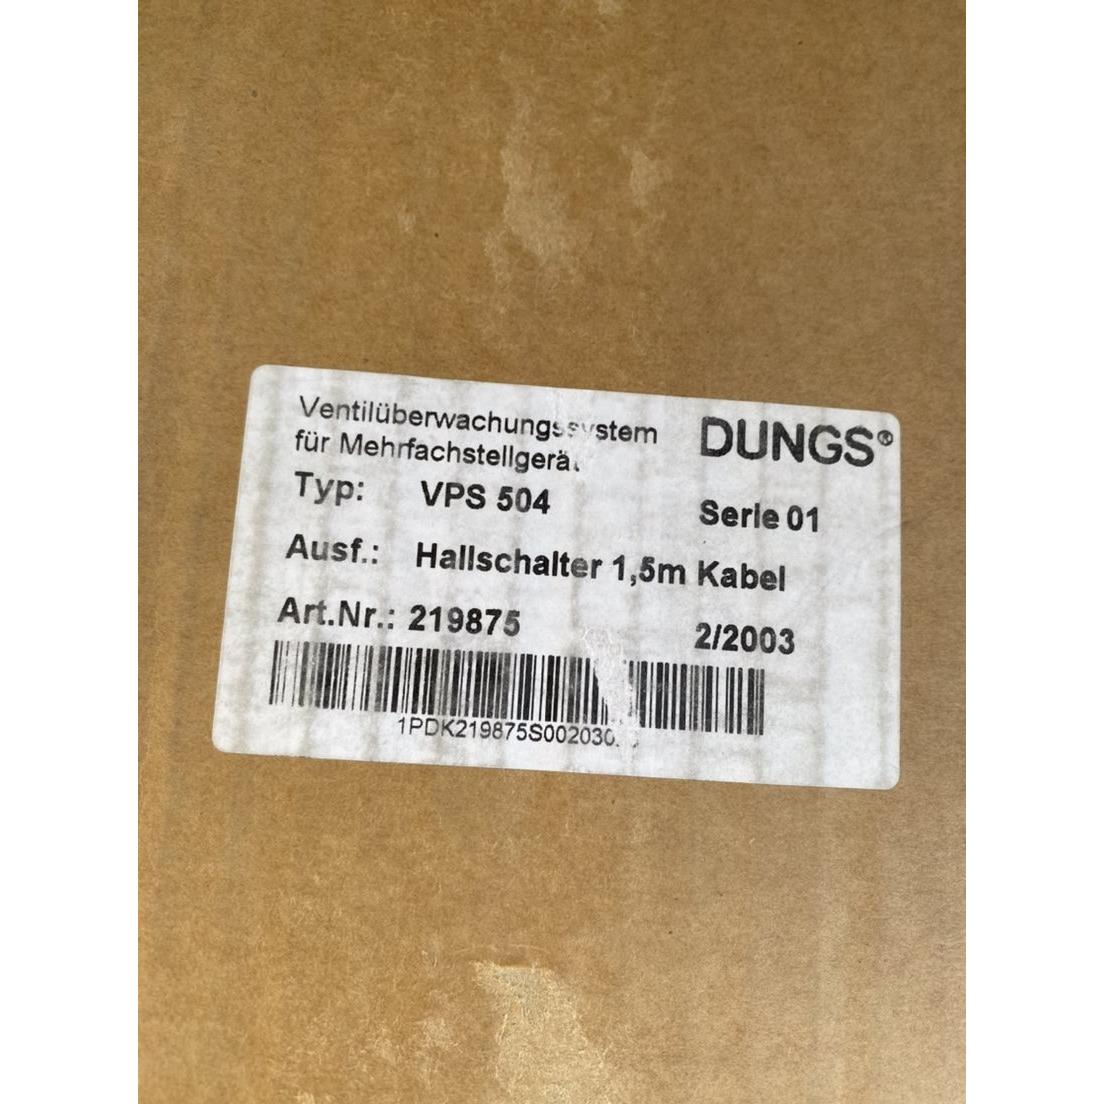 Ventilüberwachungssystem
für Mehrfachstellgerät
DUNGS®
Typ: VPS 504 Serie 01
Ausf.: Hallschalter 1,5m Kabel
Art.Nr.: 219875 2/2003